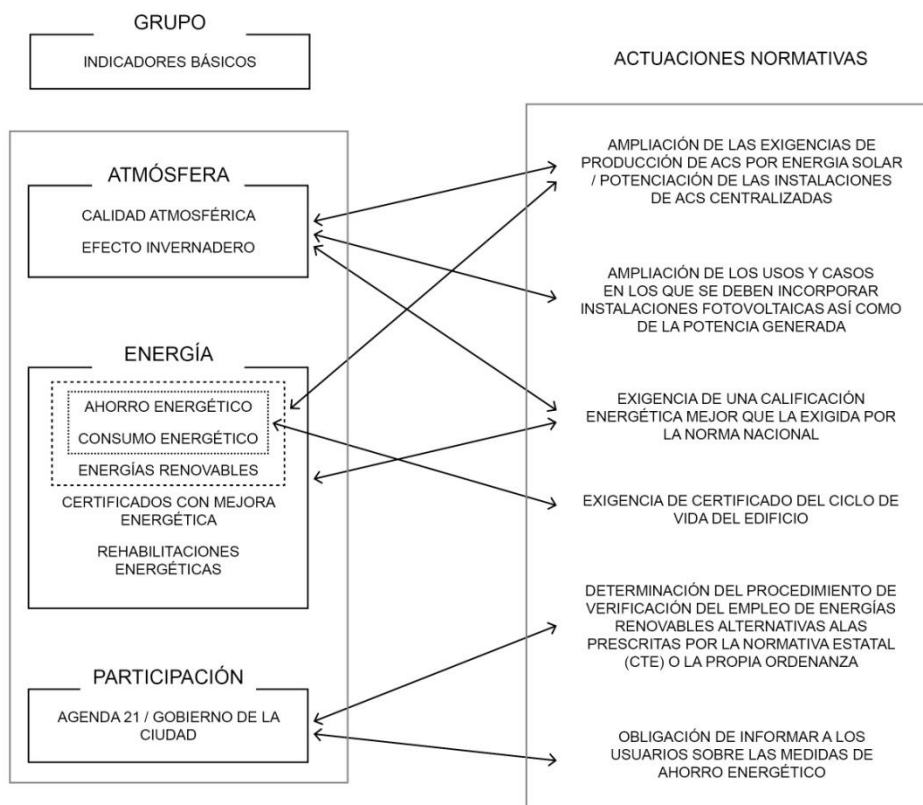 GRUPO
INDICADORES BÁSICOS
ATMÓSFERA
CALIDAD ATMOSFÉRICA
EFECTO INVERNADERO
ENERGÍA
AHORRO ENERGÉTICO
CONSUMO ENERGÉTICO
ENERGÍAS RENOVABLES
CERTIFICADOS CON MEJORA
ENERGÉTICA
REHABILITACIONES
ENERGÉTICAS
PARTICIPACIÓN
AGENDA 21 / GOBIERNO DE LA
CIUDAD
ACTUACIONES NORMATIVAS
AMPLIACIÓN DE LAS EXIGENCIAS DE
PRODUCCIÓN DE ACS POR ENERGIA SOLAR
/ POTENCIACIÓN DE LAS INSTALACIONES
DE ACS CENTRALIZADAS
AMPLIACIÓN DE LOS USOS Y CASOS
EN LOS QUE SE DEBEN INCORPORAR
INSTALACIONES FOTOVOLTAICAS ASÍ COMO
DE LA POTENCIA GENERADA
EXIGENCIA DE UNA CALIFICACIÓN
ENERGÉTICA MEJOR QUE LA EXIGIDA POR
LA NORMA NACIONAL
EXIGENCIA DE CERTIFICADO DEL CICLO DE
VIDA DEL EDIFICIO
DETERMINACIÓN DEL PROCEDIMIENTO DE
VERIFICACIÓN DEL EMPLEO DE ENERGÍAS
RENOVABLES ALTERNATIVAS ALAS
PRESCRITAS POR LA NORMATIVA ESTATAL
(CTE) O LA PROPIA ORDENANZA
OBLIGACIÓN DE INFORMAR A LOS
USUARIOS SOBRE LAS MEDIDAS DE
AHORRO ENERGÉTICO